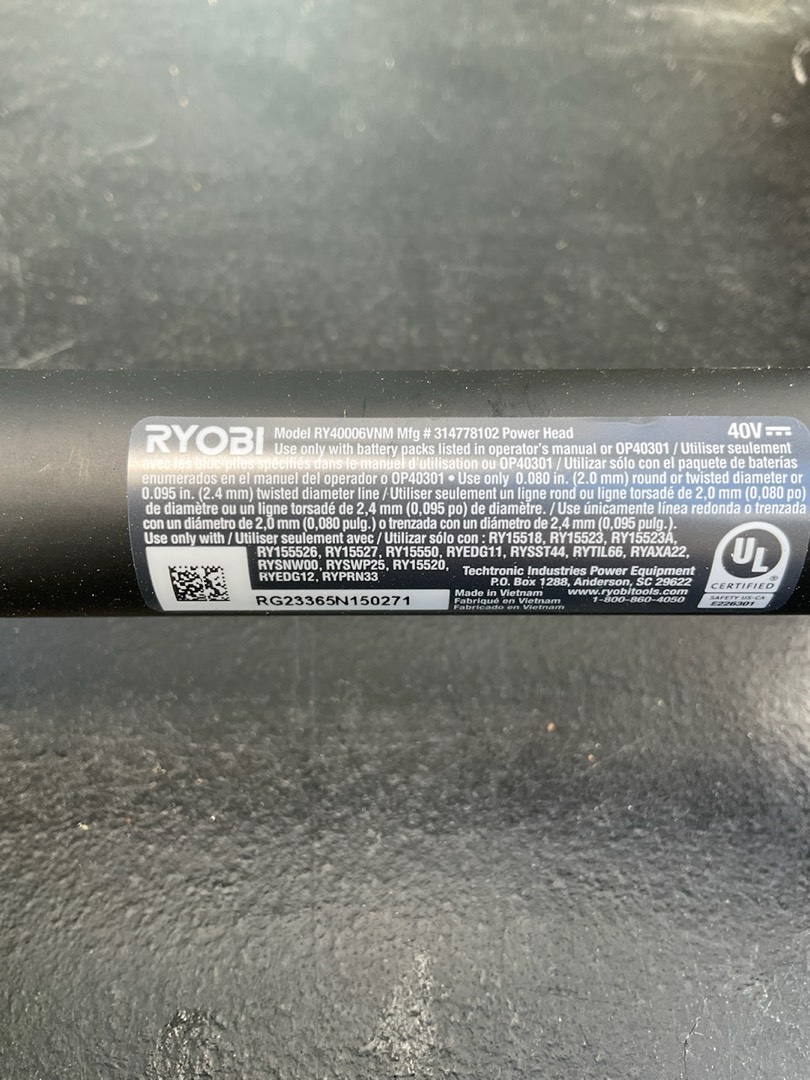 RYOBI Model RY40006VNM Mfg # 314778102 Power Head 40V
Use only with battery packs listed in operator's manual or OP40301 / Utiliser seulement
avec les bloc-piles spécifiés dans le manuel d'utilisation ou OP40301 / Utilizar sólo con el paquete de baterías
enumerados en el manuel del operador o OP40301 • Use only 0.080 in. (2.0 mm) round or twisted diameter or
0.095 in. (2.4 mm) twisted diameter line / Utiliser seulement un ligne rond ou ligne torsadé de 2,0 mm (0,080 po)
de diamètre ou un ligne torsadé de 2,4 mm (0,095 po) de diamètre. / Use únicamente línea redonda o trenzada
con un diámetro de 2,0 mm (0,080 pulg.) o trenzada con un diámetro de 2,4 mm (0,095 pulg.).
Use only with / Utiliser seulement avec / Utilizar sólo con : RY15518, RY15523, RY15523A,
RY155526, RY15527, RY15550, RYEDG11, RYSST44, RYTIL66, RYAXA22,
RYSNW00, RYSWP25, RY15520,
RYEDG12, RYPRN33
Techtronic Industries Power Equipment
P.O. Box 1288, Anderson, SC 29622
RG23365N150271
Made in Vietnam www.ryobitools.com
Fabriqué en Vietnam 1-800-860-4050
Fabricado en Vietnam
UL
CERTIFIED
SAFETY US-CA
E226301